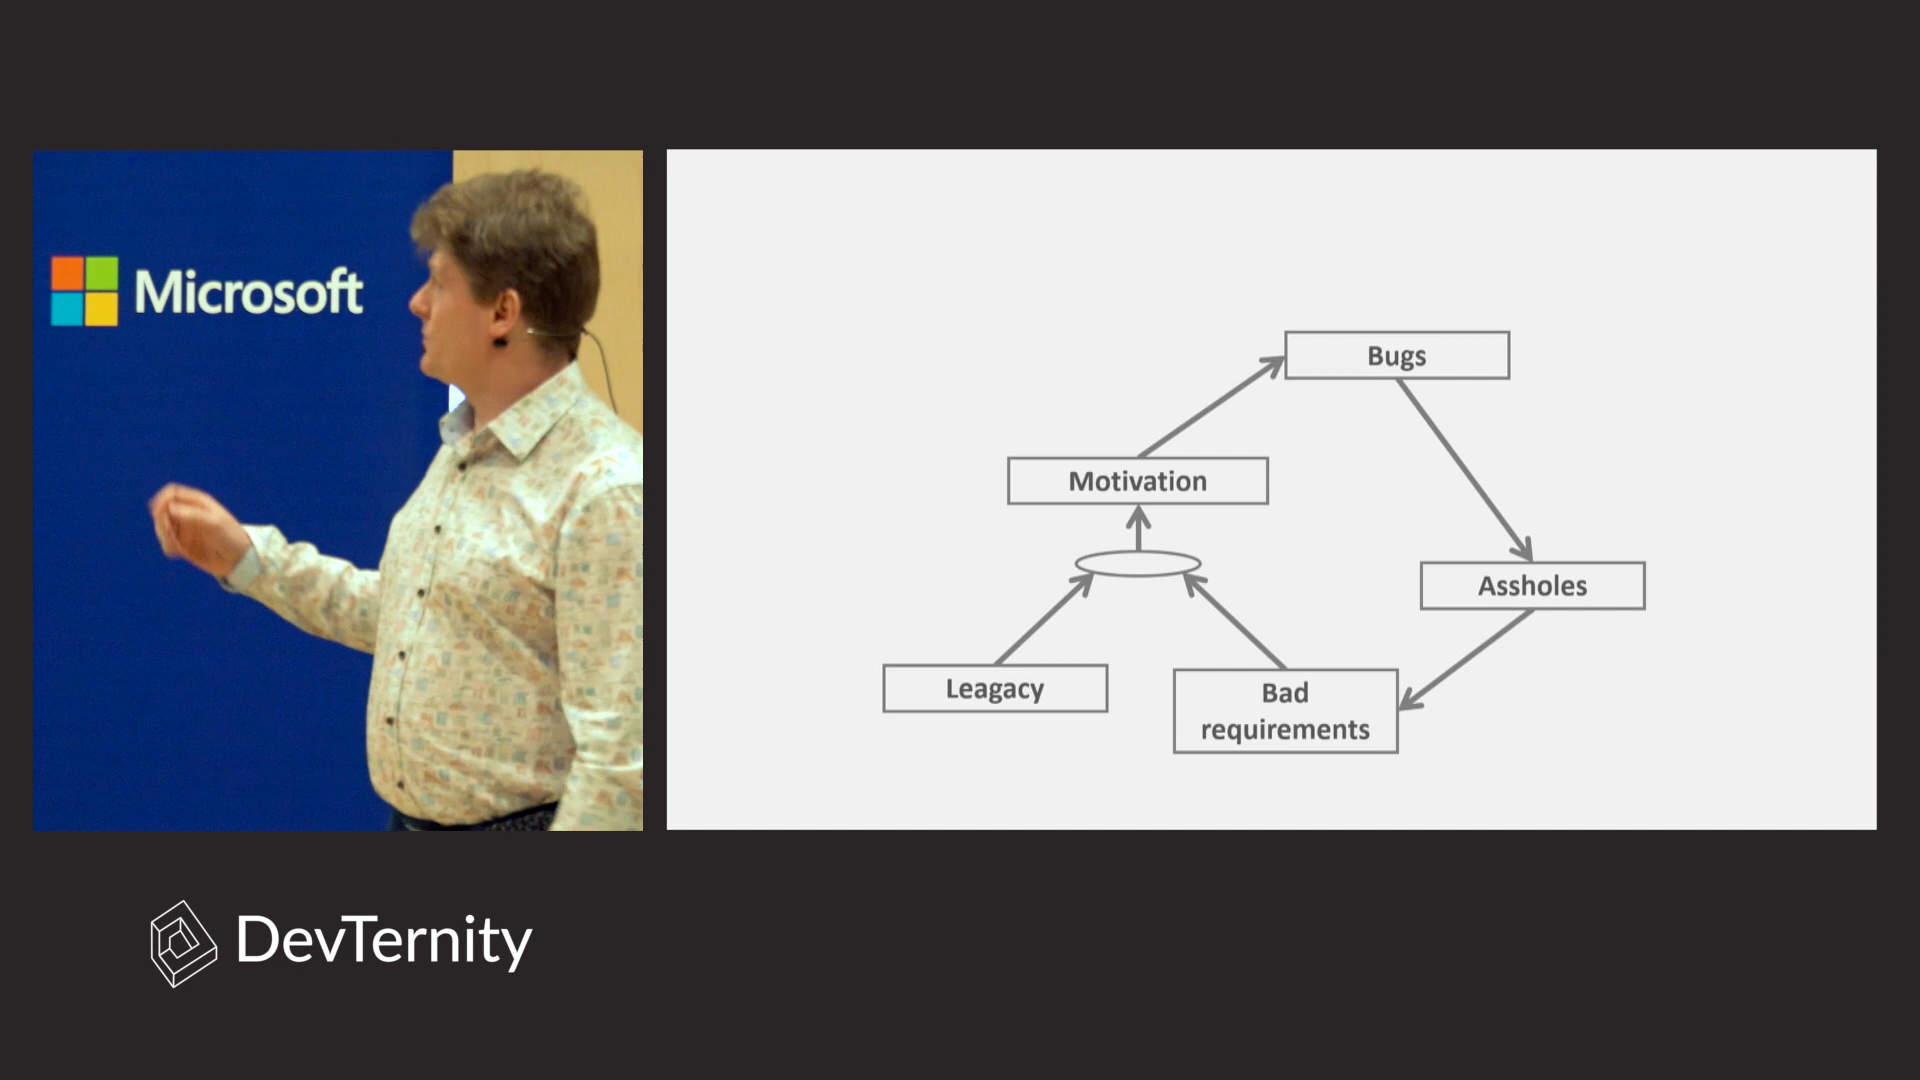 Microsoft
Bugs
Motivation
Assholes
Leagacy
Bad
requirements
DevTernity